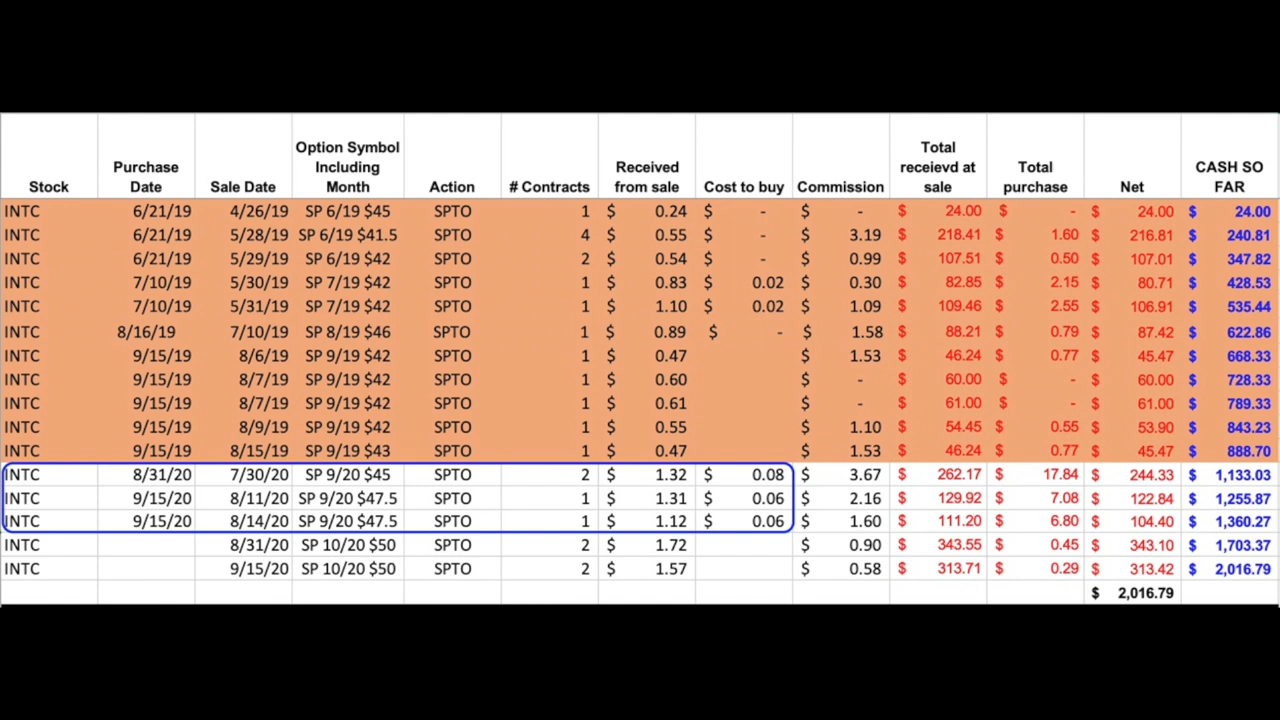 Stock Purchase Date Sale Date Option Symbol Including Month Action # Contracts Received from sale Cost to buy Commission Total receievd at sale Total purchase Net CASH SO FAR
INTC 6/21/19 4/26/19 SP 6/19 $45 SPTO 1 $ 0.24 $ - $ - $ 24.00 $ - $ 24.00 $ 24.00
INTC 6/21/19 5/28/19 SP 6/19 $41.5 SPTO 4 $ 0.55 $ - $ 3.19 $ 218.41 $ 1.60 $ 216.81 $ 240.81
INTC 6/21/19 5/29/19 SP 6/19 $42 SPTO 2 $ 0.54 $ - $ 0.99 $ 107.51 $ 0.50 $ 107.01 $ 347.82
INTC 7/10/19 5/30/19 SP 7/19 $42 SPTO 1 $ 0.83 $ 0.02 $ 0.30 $ 82.85 $ 2.15 $ 80.71 $ 428.53
INTC 7/10/19 5/31/19 SP 7/19 $42 SPTO 1 $ 1.10 $ 0.02 $ 1.09 $ 109.46 $ 2.55 $ 106.91 $ 535.44
INTC 8/16/19 7/10/19 SP 8/19 $46 SPTO 1 $ 0.89 $ - $ 1.58 $ 88.21 $ 0.79 $ 87.42 $ 622.86
INTC 9/15/19 8/6/19 SP 9/19 $42 SPTO 1 $ 0.47 $ 1.53 $ 46.24 $ 0.77 $ 45.47 $ 668.33
INTC 9/15/19 8/7/19 SP 9/19 $42 SPTO 1 $ 0.60 $ - $ 60.00 $ - $ 60.00 $ 728.33
INTC 9/15/19 8/7/19 SP 9/19 $42 SPTO 1 $ 0.61 $ - $ 61.00 $ - $ 61.00 $ 789.33
INTC 9/15/19 8/9/19 SP 9/19 $42 SPTO 1 $ 0.55 $ 1.10 $ 54.45 $ 0.55 $ 53.90 $ 843.23
INTC 9/15/19 8/15/19 SP 9/19 $43 SPTO 1 $ 0.47 $ 1.53 $ 46.24 $ 0.77 $ 45.47 $ 888.70
INTC 8/31/20 7/30/20 SP 9/20 $45 SPTO 2 $ 1.32 $ 0.08 $ 3.67 $ 262.17 $ 17.84 $ 244.33 $ 1,133.03
INTC 9/15/20 8/11/20 SP 9/20 $47.5 SPTO 1 $ 1.31 $ 0.06 $ 2.16 $ 129.92 $ 7.08 $ 122.84 $ 1,255.87
INTC 9/15/20 8/14/20 SP 9/20 $47.5 SPTO 1 $ 1.12 $ 0.06 $ 1.60 $ 111.20 $ 6.80 $ 104.40 $ 1,360.27
INTC 8/31/20 SP 10/20 $50 SPTO 2 $ 1.72 $ 0.90 $ 343.55 $ 0.45 $ 343.10 $ 1,703.37
INTC 9/15/20 SP 10/20 $50 SPTO 2 $ 1.57 $ 0.58 $ 313.71 $ 0.29 $ 313.42 $ 2,016.79
$ 2,016.79